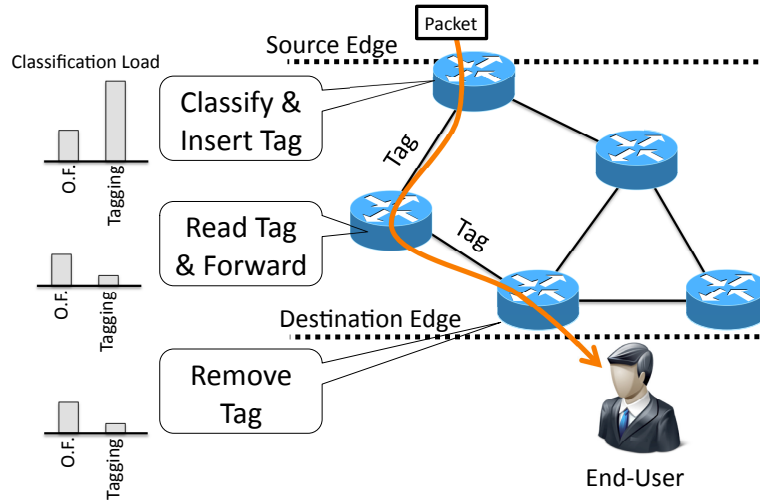 Packet
Source Edge
Classification Load
Classify &
Insert Tag
O.F.
Tagging
Tag
Read Tag
& Forward
Tag
O.F.
Tagging
Destination Edge
Remove
Tag
O.F.
Tagging
End-User